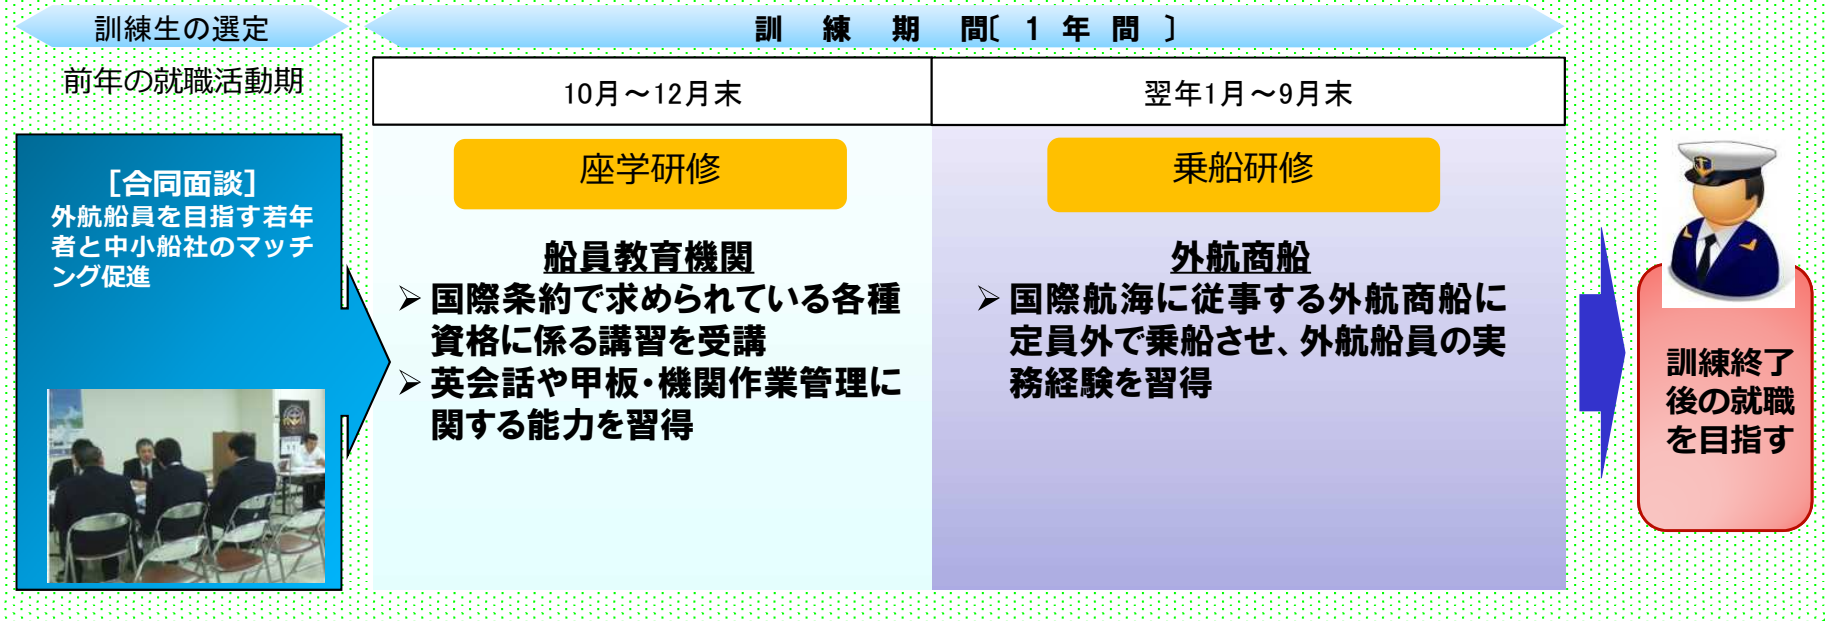 訓練生の選定
訓練期間〔1年間〕
前年の就職活動期
10月～12月末
翌年1月～9月末
［合同面談］
外航船員を目指す若年
者と中小船社のマッチ
ング促進
座学研修
船員教育機関
➢ 国際条約で求められている各種
資格に係る講習を受講
➢ 英会話や甲板・機関作業管理に
関する能力を習得
乗船研修
外航商船
➢ 国際航海に従事する外航商船に
定員外で乗船させ、外航船員の実
務経験を習得
訓練終了
後の就職
を目指す